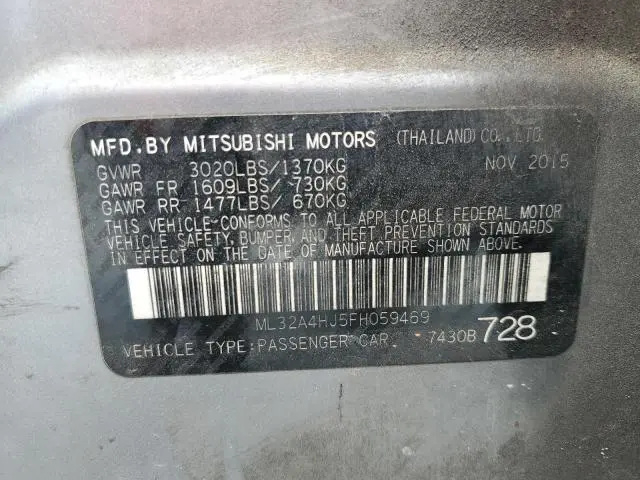 MFD.BY MITSUBISHI MOTORS (THAILAND) CO., LTD.
GVWR 3020LBS/1370KG NOV 2015
GAWR FR 1609LBS/ 730KG
GAWR RR 1477LBS/ 670KG
THIS VEHICLE CONFORMS TO ALL APPLICABLE FEDERAL MOTOR
VEHICLE SAFETY, BUMPER, AND THEFT PREVENTION STANDARDS
IN EFFECT ON THE DATE OF MANUFACTURE SHOWN ABOVE.
ML32A4HJ5FH059469
VEHICLE TYPE:PASSENGER CAR 7430B 728